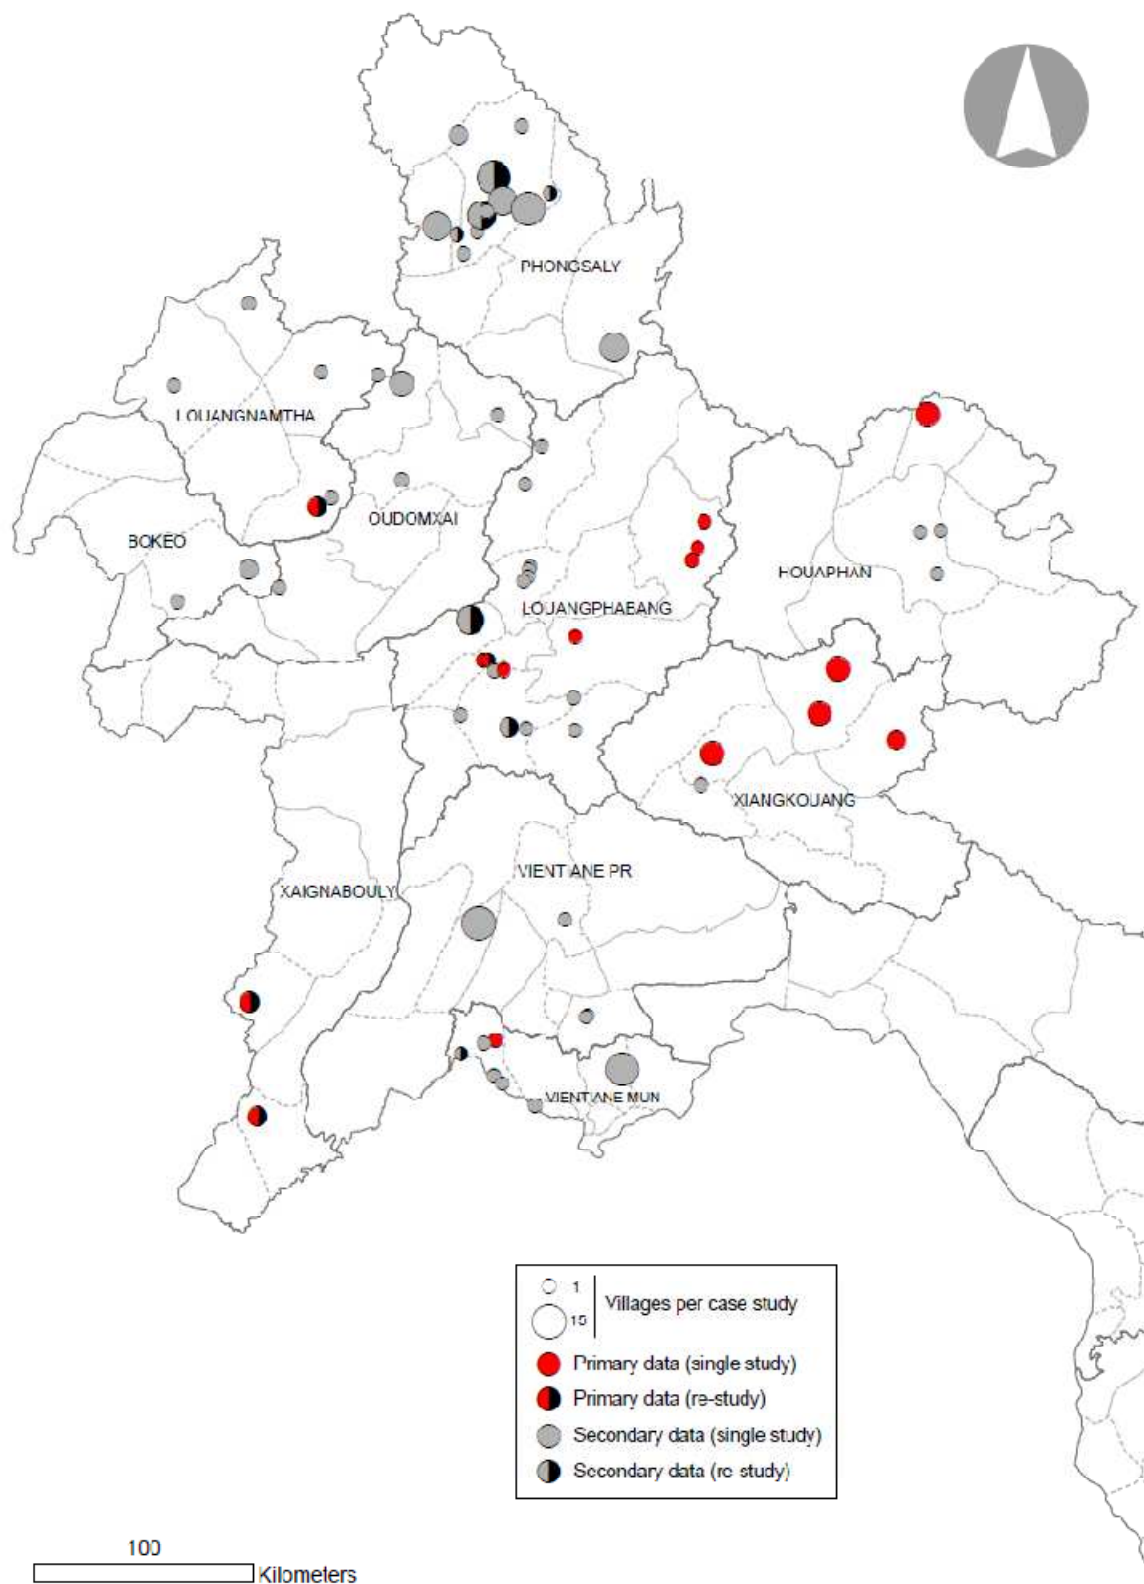 PHONGSALY
LOUANGNAMTHA
OUDOMXAI
BOKEO
HOUAPHAN
LOUANGPHABANG
XIANGKOUANG
VIENTIANE PR
XAIGNABOULY
VIENTIANE MUN
1
15
Villages per case study
Primary data (single study)
Primary data (re-study)
Secondary data (single study)
Secondary data (re-study)
100
Kilometers